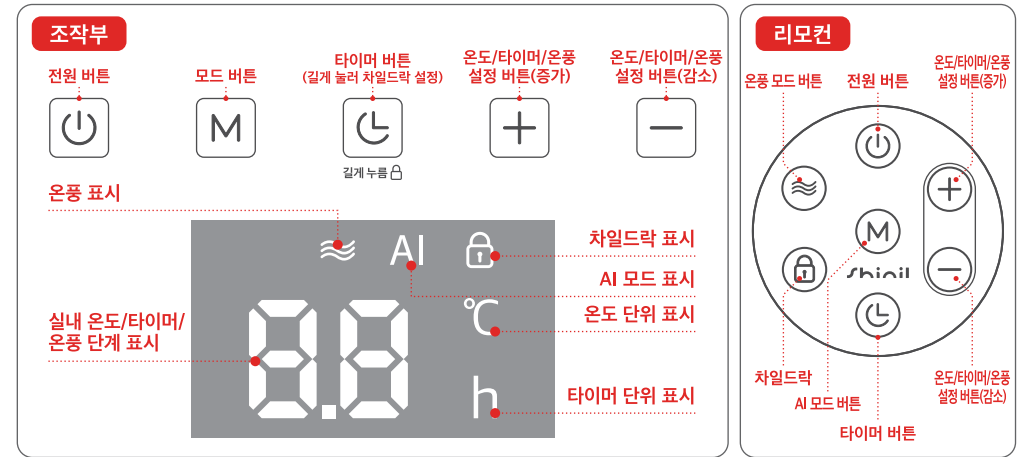 조작부
전원 버튼
모드 버튼
타이머 버튼
(길게 눌러 차일드락 설정)
온도/타이머/온풍
설정 버튼(증가)
온도/타이머/온풍
설정 버튼(감소)
M
길게 누름
온풍 표시
AI
차일드락 표시
AI 모드 표시
실내 온도/타이머/
온풍 단계 표시
8.8
℃
온도 단위 표시
h
타이머 단위 표시
리모컨
온풍 모드 버튼
전원 버튼
온도/타이머/온풍
설정 버튼(증가)
M
Shinil
차일드락
AI 모드 버튼
타이머 버튼
온도/타이머/온풍
설정 버튼(감소)